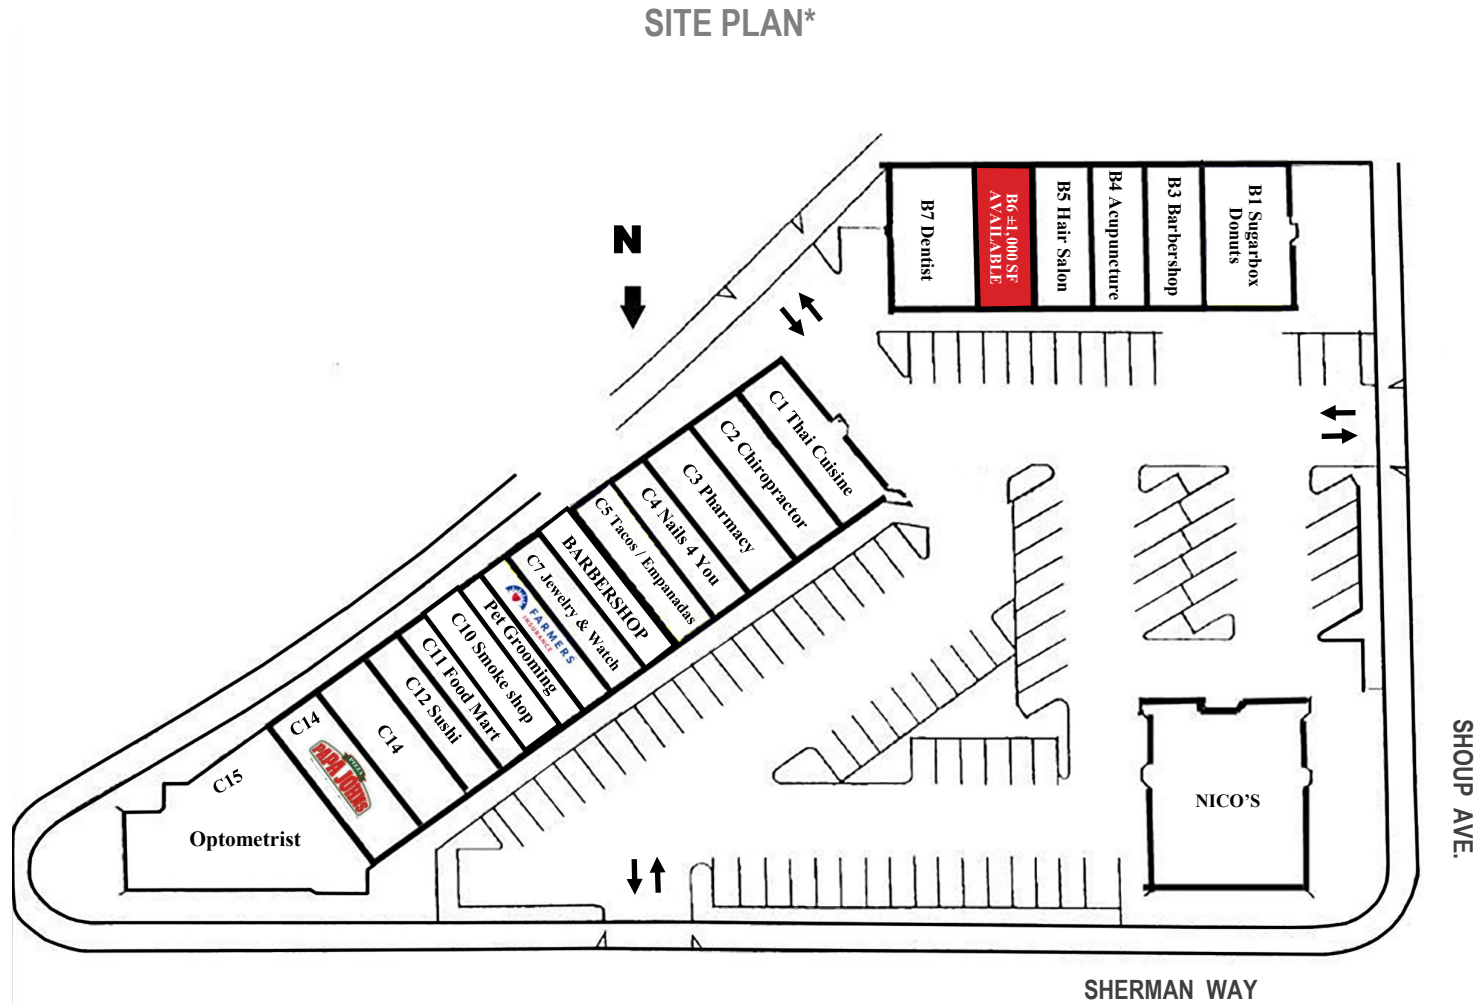 SITE PLAN*
N
B7 Dentist
B6 ±1,000 SF
AVAILABLE
B5 Hair Salon
B4 Acupuncture
B3 Barbershop
B1 Sugarbox
Donuts
C1 Thai Cuisine
C2 Chiropractor
C3 Pharmacy
C4 Nails 4 You
C5 Tacos / Empanadas
BARBERSHOP
C7 Jewelry & Watch
FARMERS
INSURANCE
Pet Grooming
C10 Smoke shop
C11 Food Mart
C12 Sushi
C14
C14
PIZZA
PAPA JOHNS
C15
Optometrist
NICO'S
SHOUP AVE.
SHERMAN WAY